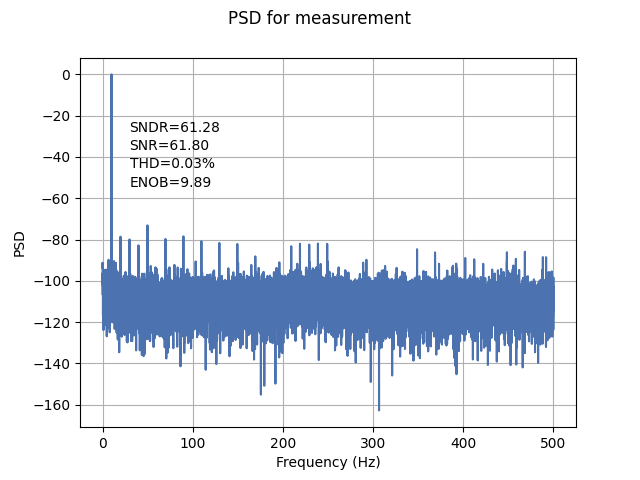 PSD for measurement
0
−20
−40
−60
−80
−100
−120
−140
−160
PSD
SNDR=61.28
SNR=61.80
THD=0.03%
ENOB=9.89
0
100
200
300
400
500
Frequency (Hz)